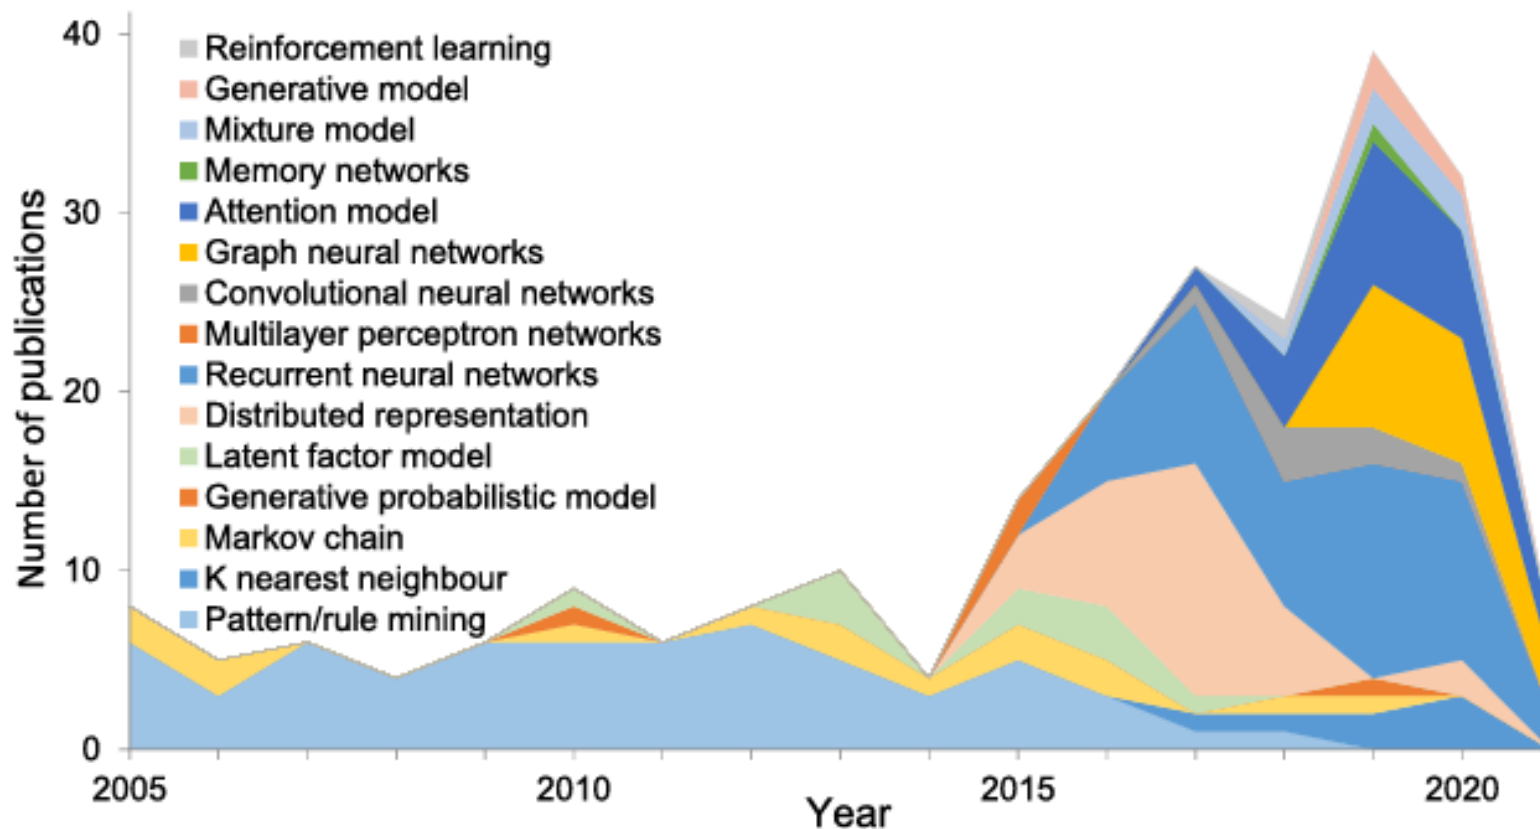 40
30
20
10
0
Number of publications
Reinforcement learning
Generative model
Mixture model
Memory networks
Attention model
Graph neural networks
Convolutional neural networks
Multilayer perceptron networks
Recurrent neural networks
Distributed representation
Latent factor model
Generative probabilistic model
Markov chain
K nearest neighbour
Pattern/rule mining
2005 2010 2015 2020
Year